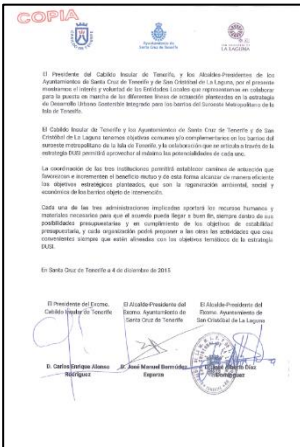 COPIA
CABILDO
TENERIFE
Ayuntamiento de
Santa Cruz de Tenerife
LA LAGUNA
El Presidente del Cabildo Insular de Tenerife, y los Alcaldes-Presidentes de los
Ayuntamientos de Santa Cruz de Tenerife y de San Cristóbal de La Laguna, por el presente
mostramos el interés y voluntad de las Entidades Locales que representamos en colaborar
para la puesta en marcha de las diferentes líneas de actuación planteadas en la estrategia
de Desarrollo Urbano Sostenible Integrado para los barrios del Suroeste Metropolitano de la
Isla de Tenerife.
El Cabildo Insular de Tenerife y los Ayuntamientos de Santa Cruz de Tenerife y de San
Cristóbal de La Laguna tenemos objetivos comunes y/o complementarios en los barrios del
suroeste metropolitano de la Isla de Tenerife y la colaboración que se articula a través de la
estrategia DUSI permitirá aprovechar al máximo las potencialidades de cada uno.
La coordinación de las tres instituciones permitirá establecer caminos de actuación que
favorezcan e incrementen el beneficio mutuo y de esta forma alcanzar de manera eficiente
los objetivos estratégicos planteados, que son la regeneración ambiental, social y
económica de los barrios objeto de intervención.
Cada una de las tres administraciones implicadas aportará los recursos humanos y
materiales necesarios para que el acuerdo pueda llegar a buen fin, siempre dentro de sus
posibilidades presupuestarias y en cumplimiento de los objetivos de estabilidad
presupuestaria, y cada organización podrá proponer a las otras las actividades que crea
convenientes siempre que estén alineadas con los objetivos temáticos de la estrategia
DUSI.
En Santa Cruz de Tenerife a 4 de diciembre de 2015
El Presidente del Excmo.
Cabildo Insular de Tenerife
El Alcalde-Presidente del
Excmo. Ayuntamiento de
Santa Cruz de Tenerife
El Alcalde-Presidente del
Excmo. Ayuntamiento de
San Cristóbal de La Laguna
D. Carlos Enrique Alonso
Rodríguez
D. José Manuel Bermúdez
Esparza
D. José Alberto Díaz
Domínguez